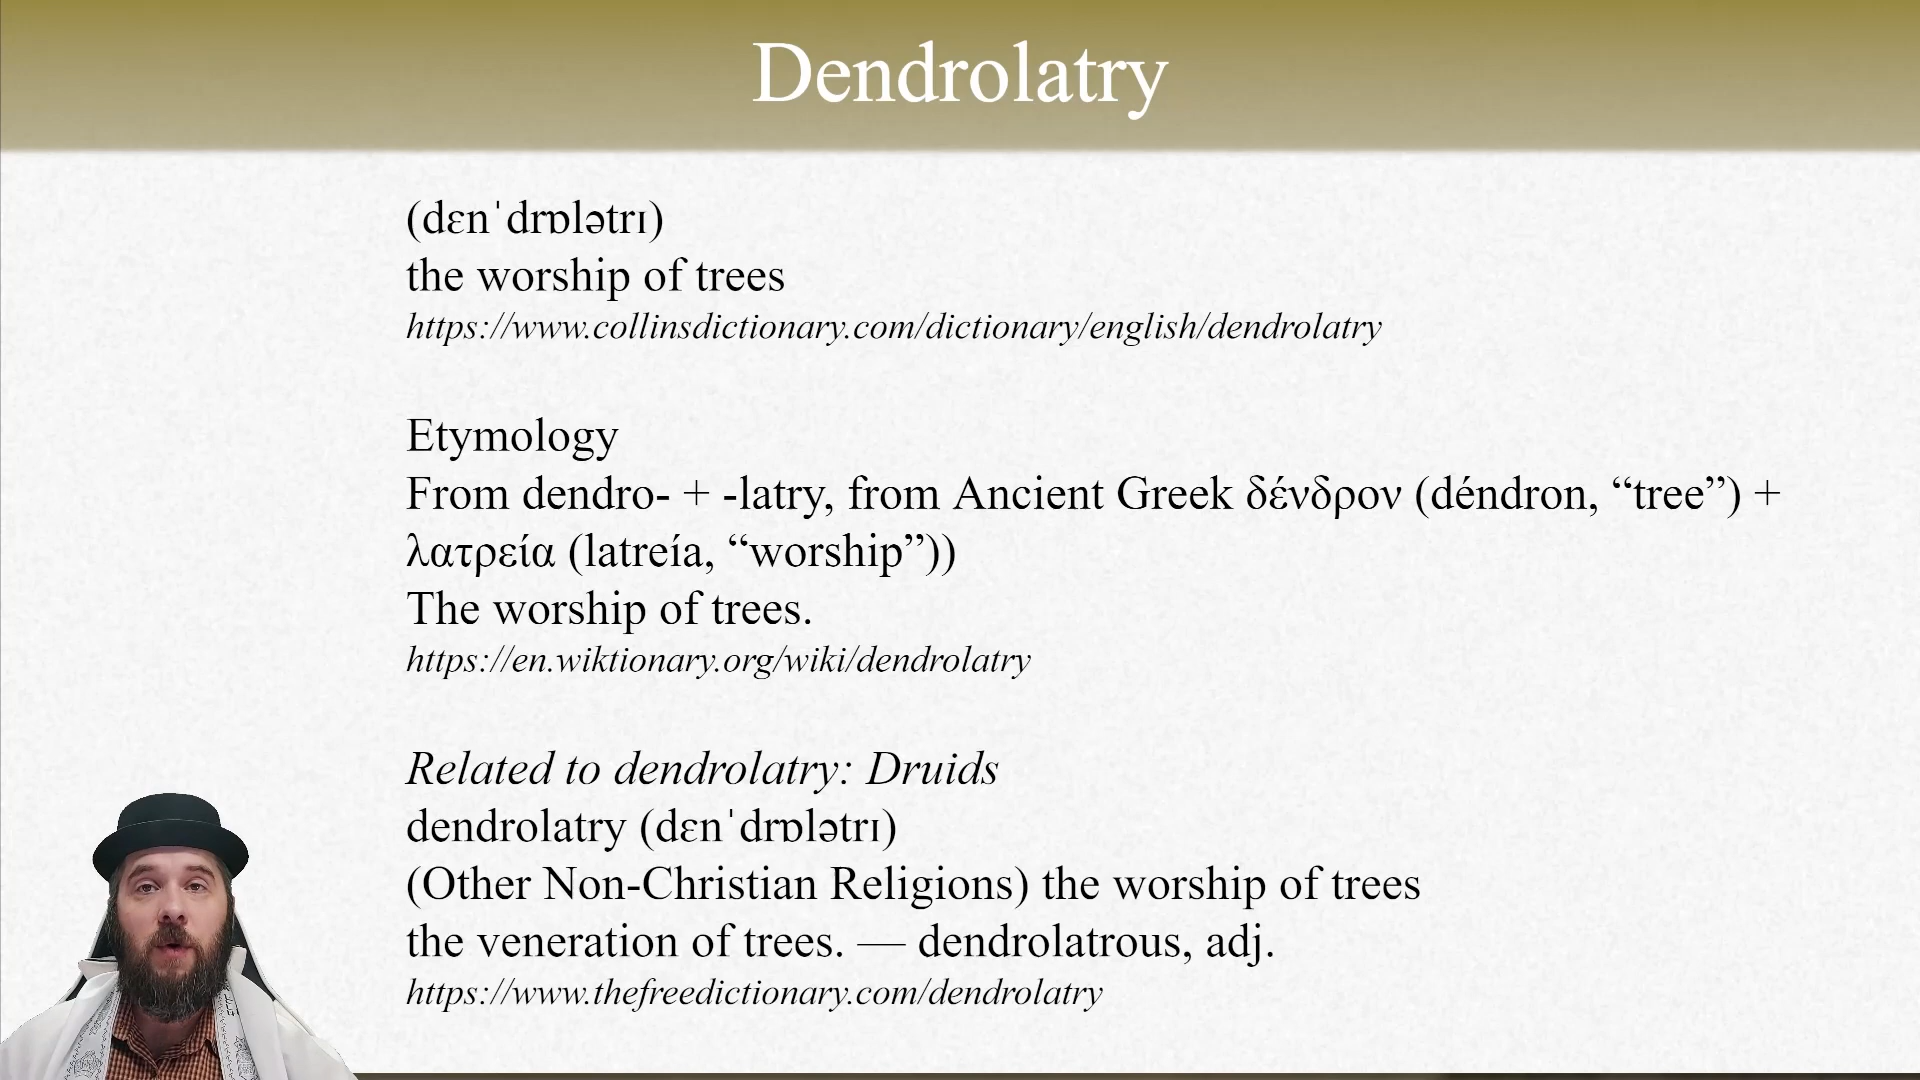 Dendrolatry
(dɛnˈdrɒlətrɪ)
the worship of trees
https://www.collinsdictionary.com/dictionary/english/dendrolatry
Etymology
From dendro- + -latry, from Ancient Greek δένδρον (déndron, “tree”) +
λατρεία (latreía, “worship”))
The worship of trees.
https://en.wiktionary.org/wiki/dendrolatry
Related to dendrolatry: Druids
dendrolatry (dɛnˈdrɒlətrɪ)
(Other Non-Christian Religions) the worship of trees
the veneration of trees. — dendrolatrous, adj.
https://www.thefreedictionary.com/dendrolatry